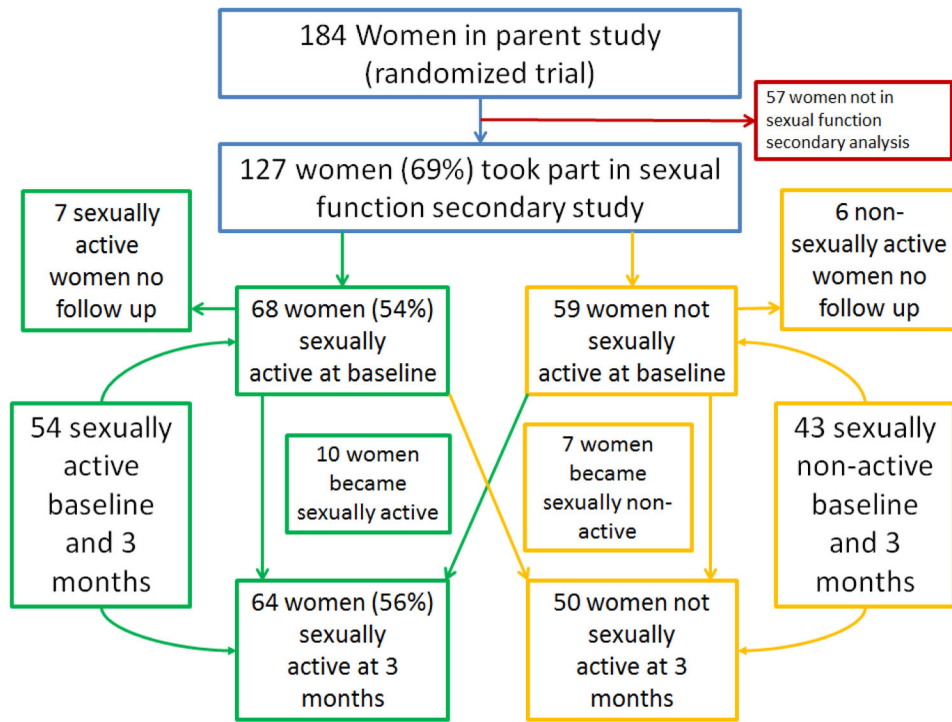 184 Women in parent study
(randomized trial)
57 women not in
sexual function
secondary analysis
127 women (69%) took part in sexual
function secondary study
7 sexually
active
women no
follow up
6 non-
sexually active
women no
follow up
68 women (54%)
sexually
active at baseline
59 women not
sexually
active at baseline
54 sexually
active
baseline
and 3
months
10 women
became
sexually active
7 women
became
sexually non-
active
43 sexually
non-active
baseline
and 3
months
64 women (56%)
sexually
active at 3
months
50 women not
sexually
active at 3
months